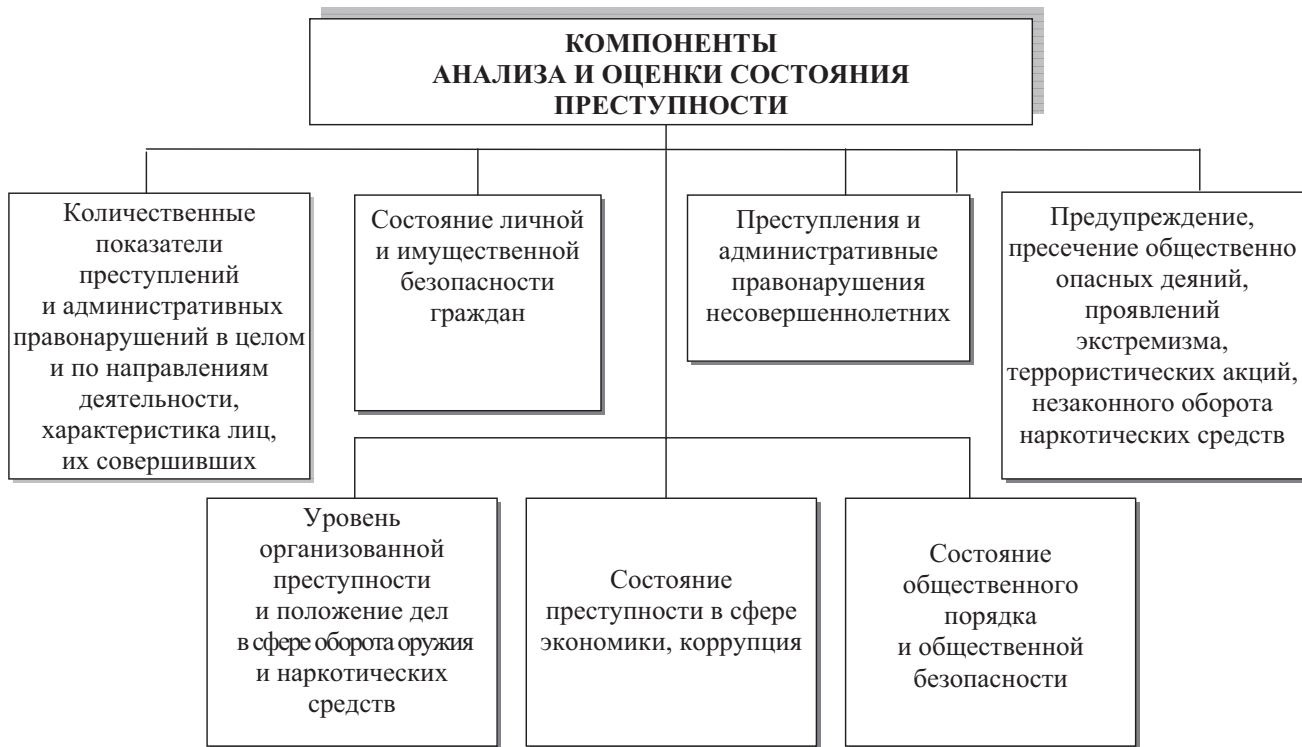 КОМПОНЕНТЫ
АНАЛИЗА И ОЦЕНКИ СОСТОЯНИЯ
ПРЕСТУПНОСТИ
Количественные
показатели
преступлений
и административных
правонарушений в целом
и по направлениям
деятельности,
характеристика лиц,
их совершивших
Состояние личной
и имущественной
безопасности
граждан
Преступления и
административные
правонарушения
несовершеннолетних
Предупреждение,
пресечение общественно
опасных деяний,
проявлений
экстремизма,
террористических акций,
незаконного оборота
наркотических средств
Уровень
организованной
преступности
и положение дел
в сфере оборота оружия
и наркотических
средств
Состояние
преступности в сфере
экономики, коррупция
Состояние
общественного
порядка
и общественной
безопасности